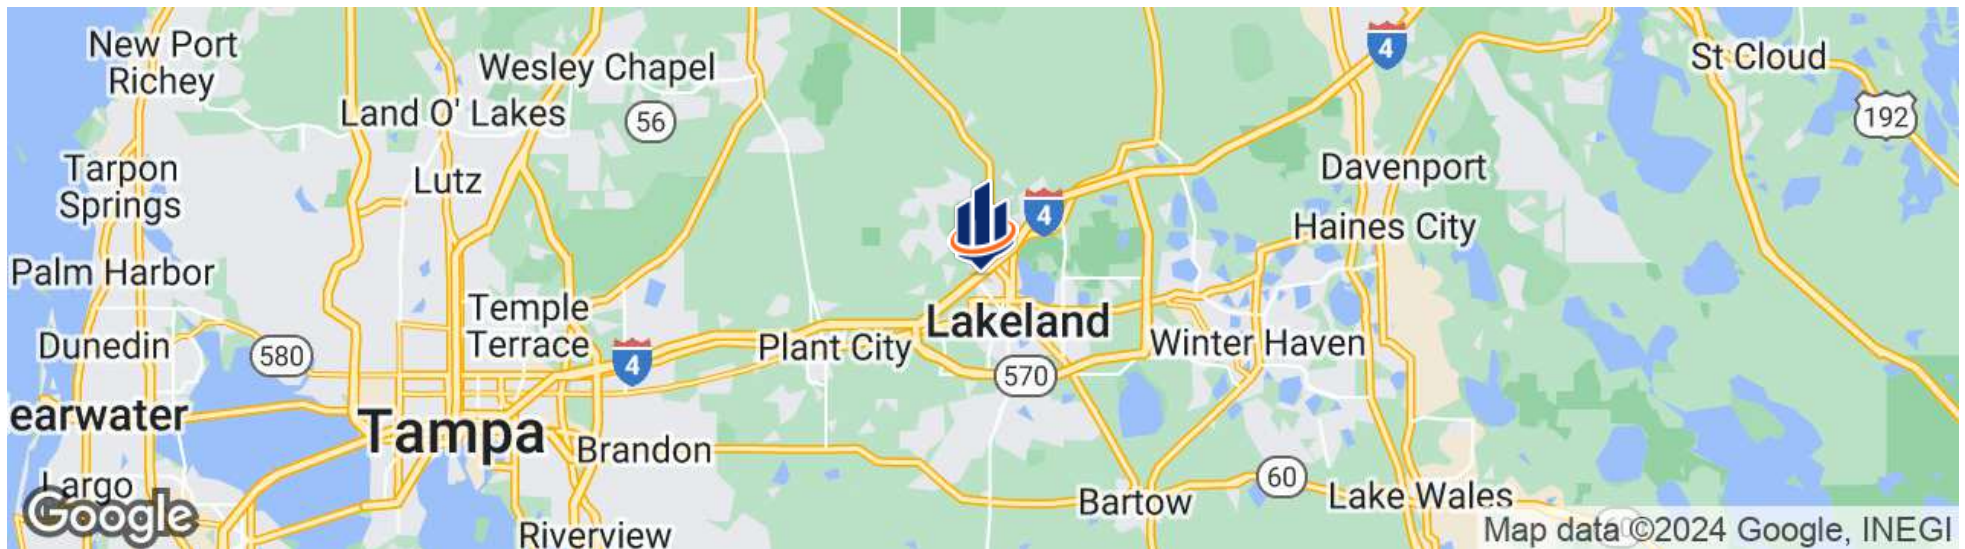 New Port
Richey
Wesley Chapel
4
St Cloud
Land O' Lakes
56
192
Tarpon
Springs
Lutz
Davenport
4
Haines City
Palm Harbor
Temple
Terrace
Lakeland
Dunedin
580
4
Plant City
Winter Haven
570
earwater
Tampa
Brandon
Largo
60
Bartow
Lake Wales
Google
Riverview
Map data ©2024 Google, INEGI